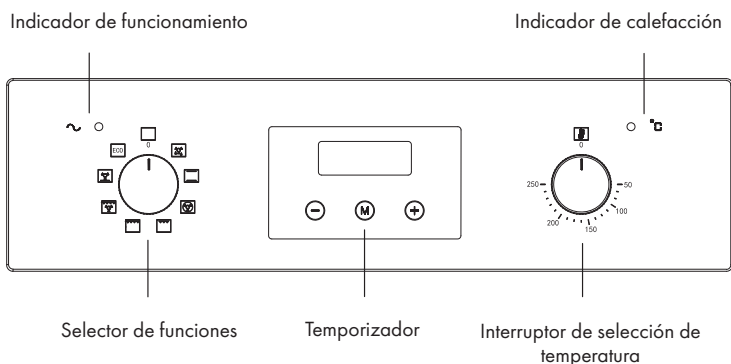 Indicador de funcionamiento
Indicador de calefacción
°C
ECO
0
0
M
250
50
200
100
150
Selector de funciones
Temporizador
Interruptor de selección de
temperatura